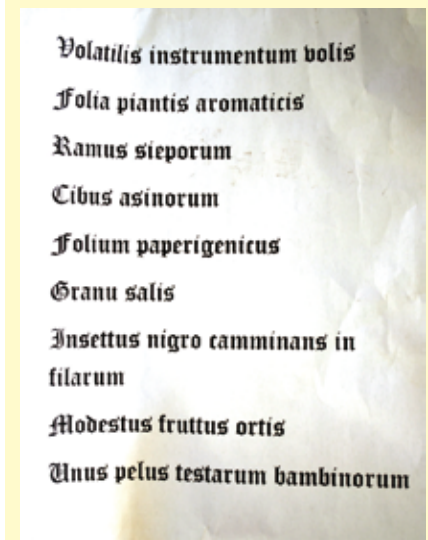 Volatilis instrumentum volis
Folia piantis aromaticis
Ramus sieporum
Cibus asinorum
Folium paperigenicus
Granu salis
Insettus nigro camminans in
filarum
Modestus fruttus ortis
Unus pelus testarum bambinorum